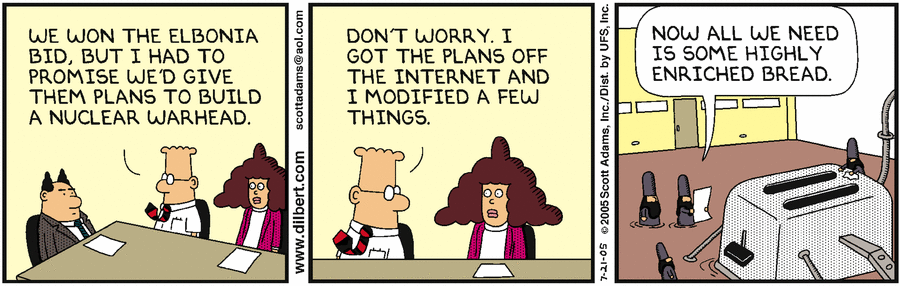 WE WON THE ELBONIA
BID, BUT I HAD TO
PROMISE WE'D GIVE
THEM PLANS TO BUILD
A NUCLEAR WARHEAD.
www.dilbert.com
scottadams@aol.com
DON'T WORRY. I
GOT THE PLANS OFF
THE INTERNET AND
I MODIFIED A FEW
THINGS.
7-21-05 © 2005 Scott Adams, Inc./Dist. by UFS, Inc.
NOW ALL WE NEED
IS SOME HIGHLY
ENRICHED BREAD.